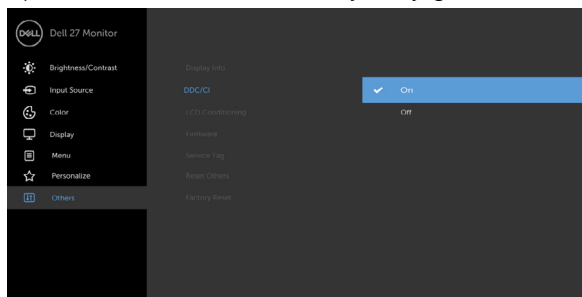 DELL Dell 27 Monitor
Brightness/Contrast
Input Source
Color
Display
Menu
Personalize
Others
Display Info
DDC/CI
LCD Conditioning
Firmware
Service Tag
Reset Others
Factory Reset
On
Off